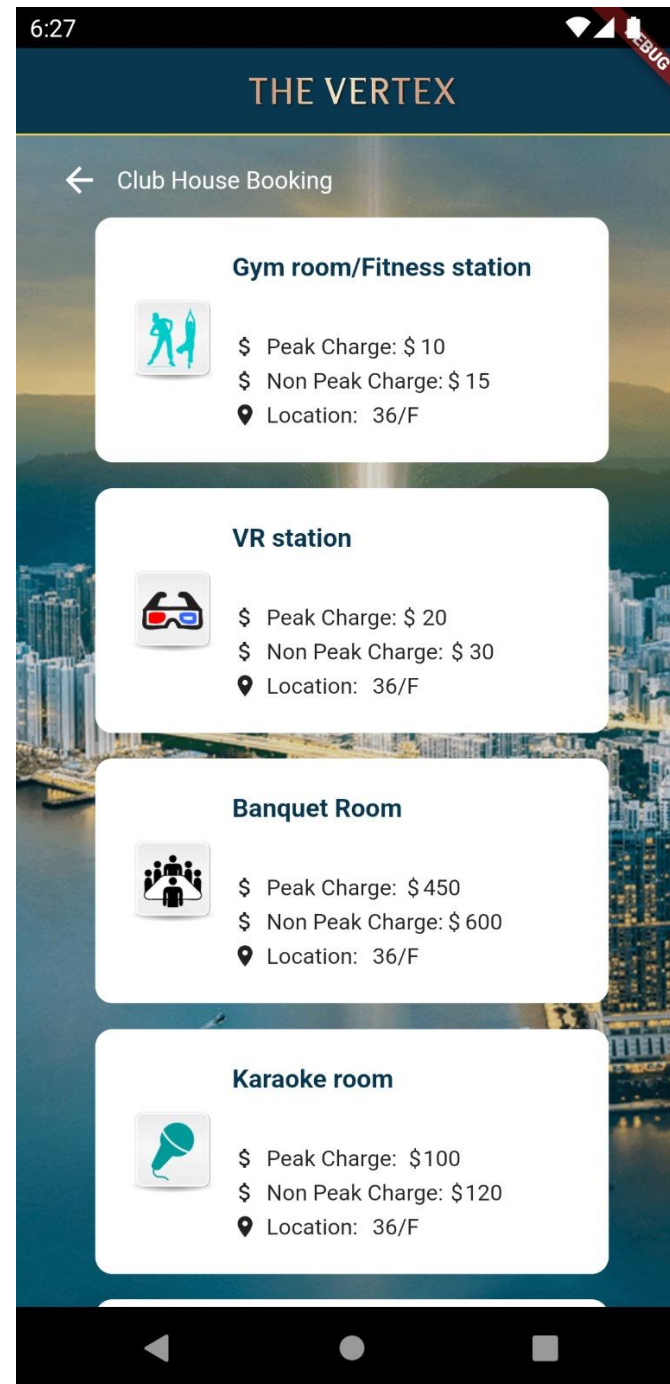 6:27
THE VERTEX
Club House Booking
Gym room/Fitness station
$ Peak Charge: $ 10
$ Non Peak Charge: $ 15
Location: 36/F
VR station
$ Peak Charge: $ 20
$ Non Peak Charge: $ 30
Location: 36/F
Banquet Room
$ Peak Charge: $ 450
$ Non Peak Charge: $ 600
Location: 36/F
Karaoke room
$ Peak Charge: $100
$ Non Peak Charge: $120
Location: 36/F